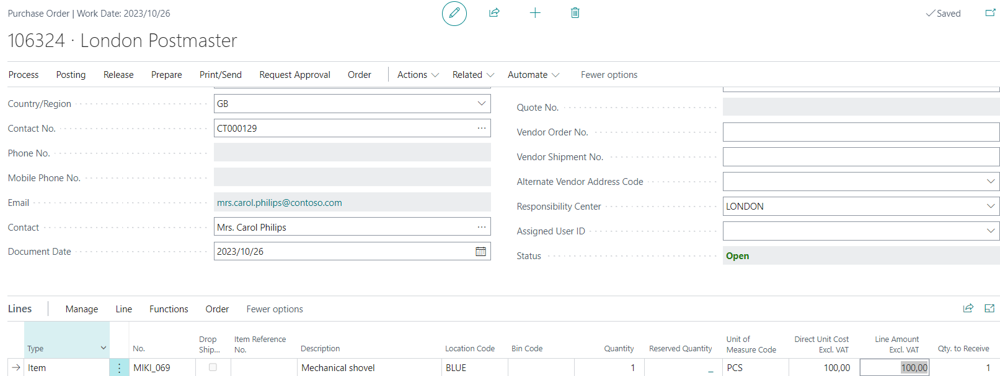 Purchase Order | Work Date: 2023/10/26
Saved
106324 · London Postmaster
Process Posting Release Prepare Print/Send Request Approval Order Actions Related Automate Fewer options
Country/Region GB
Contact No. CT000129
Phone No.
Mobile Phone No.
Email mrs.carol.philips@contoso.com
Contact Mrs. Carol Philips
Document Date 2023/10/26
Quote No.
Vendor Order No.
Vendor Shipment No.
Alternate Vendor Address Code
Responsibility Center LONDON
Assigned User ID
Status Open
Lines Manage Line Functions Order Fewer options
Type No. Drop Ship... Item Reference No. Description Location Code Bin Code Quantity Reserved Quantity Unit of Measure Code Direct Unit Cost Excl. VAT Line Amount Excl. VAT Qty. to Receive
Item MIKI_069 Mechanical shovel BLUE 1 _ PCS 100,00 100,00 1